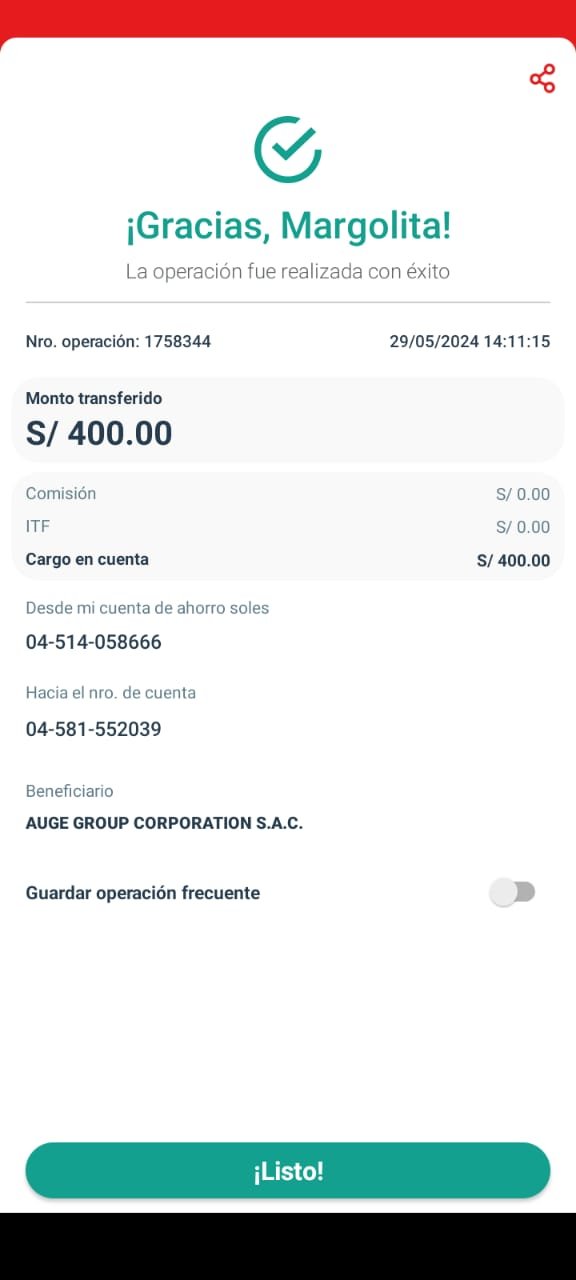 ¡Gracias, Margolita!
La operación fue realizada con éxito
Nro. operación: 1758344 29/05/2024 14:11:15
Monto transferido
S/ 400.00
Comisión S/ 0.00
ITF S/ 0.00
Cargo en cuenta S/ 400.00
Desde mi cuenta de ahorro soles
04-514-058666
Hacia el nro. de cuenta
04-581-552039
Beneficiario
AUGE GROUP CORPORATION S.A.C.
Guardar operación frecuente
¡Listo!